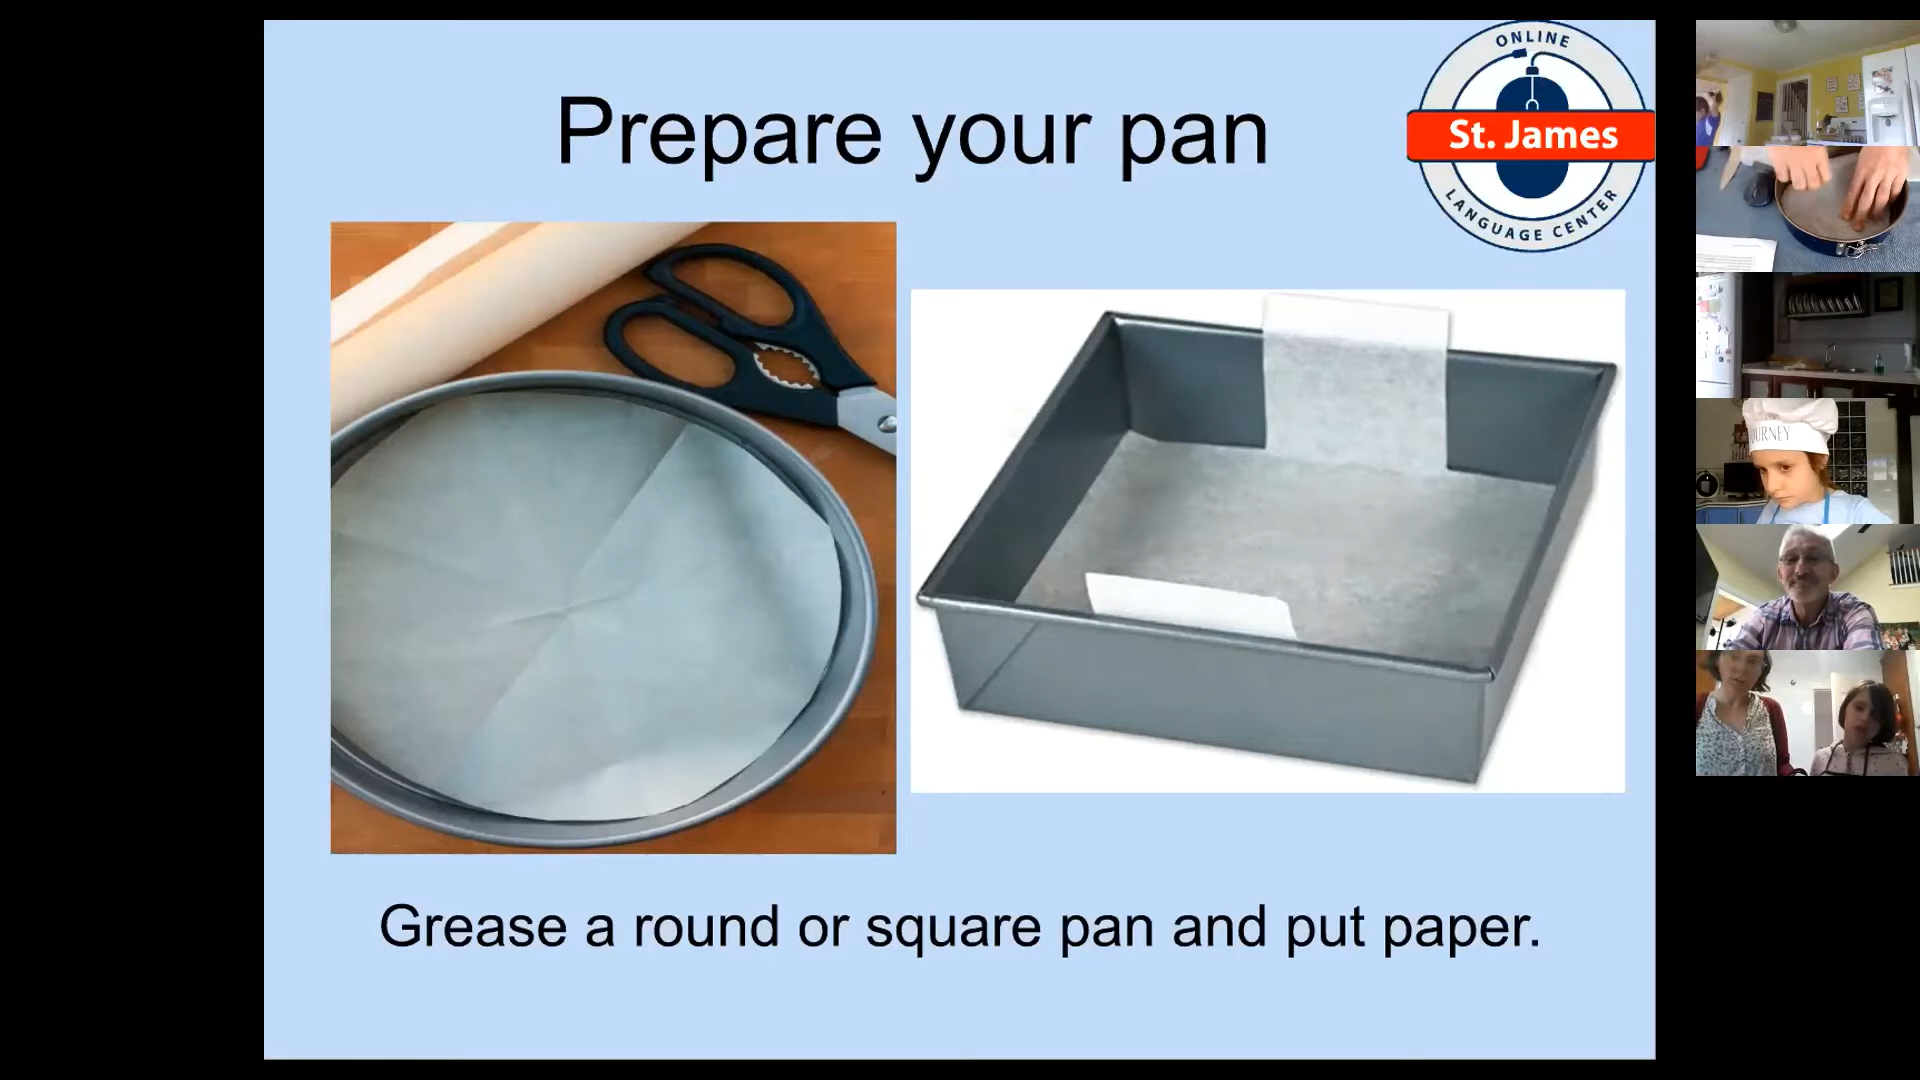 Prepare your pan
ONLINE
St. James
LANGUAGE CENTER
Grease a round or square pan and put paper.